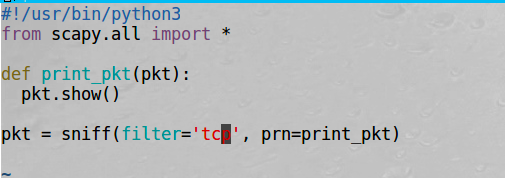 #!/usr/bin/python3
from scapy.all import *
def print_pkt(pkt):
  pkt.show()
pkt = sniff(filter='tcp', prn=print_pkt)
~